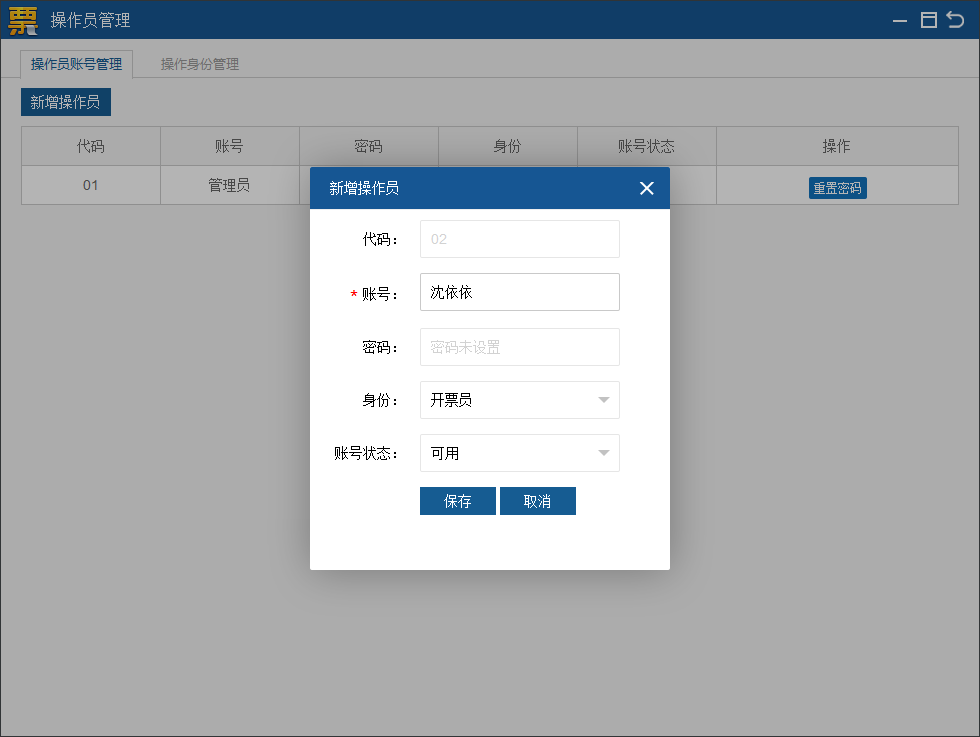 票 操作员管理
操作员账号管理 操作身份管理
新增操作员
代码 账号 密码 身份 账号状态 操作
01 管理员 重置密码
新增操作员
代码： 02
* 账号： 沈依依
密码： 密码未设置
身份： 开票员
账号状态： 可用
保存 取消